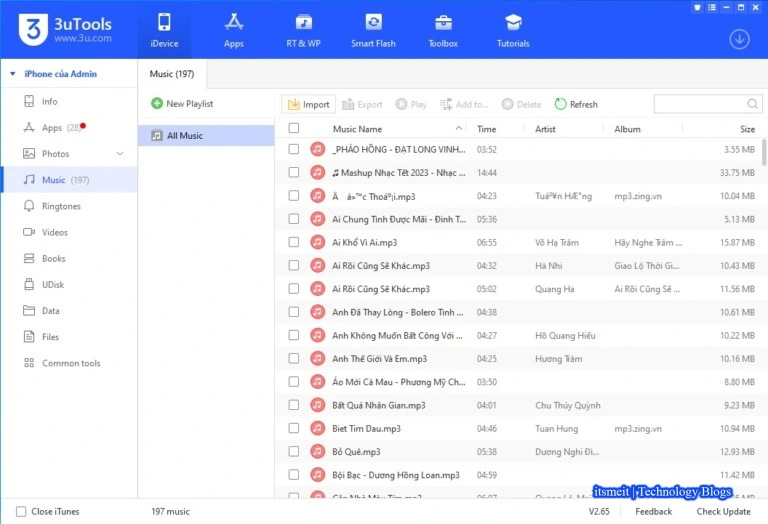 3uTools
www.3u.com
iDevice
Apps
RT & WP
Smart Flash
Toolbox
Tutorials
iPhone của Admin
Music (197)
Info
Apps (28)
Photos
Music (197)
Ringtones
Videos
Books
UDisk
Data
Files
Common tools
New Playlist
All Music
Import Export Play Add to... Delete Refresh
Music Name Time Artist Album Size
_PHÁO HỒNG - ĐẠT LONG VINH... 03:52 3.55 MB
♫ Mashup Nhạc Tết 2023 - Nhạc ... 14:44 33.75 MB
04:23 mp3.zing.vn 10.04 MB
Ai Chung Tình Được Mãi - Đinh T... 05:36 5.13 MB
Ai Khổ Vì Ai.mp3 06:55 Võ Hạ Trâm Hãy Nghe Trâm ... 15.87 MB
Ai Rồi Cũng Sẽ Khác.mp3 04:32 Hà Nhi Giao Lộ Thời Gi... 10.43 MB
Ai Rồi Cũng Sẽ Khác.mp3 05:02 Quang Ha Ai Rồi Cũng Sẽ ... 11.56 MB
Anh Đã Thay Lòng - Bolero Tình ... 04:38 10.61 MB
Anh Không Muốn Bất Công Với ... 04:27 Hồ Quang Hiếu 10.22 MB
Anh Thế Giới Và Em.mp3 04:25 Hương Tràm 10.16 MB
Áo Mới Cà Mau - Phương Mỹ Ch... 03:50 8.80 MB
Bất Quá Nhân Gian.mp3 04:01 Chu Thúy Quỳnh 9.23 MB
Biet Tim Dau.mp3 04:46 Tuan Hung mp3.zing.vn 10.94 MB
Bỏ Quê.mp3 05:38 Dương Nghi Đì... 12.93 MB
Bội Bạc - Dương Hồng Loan.mp3 04:59 11.42 MB
itsmeit | Technology Blogs
Close iTunes
197 music
V2.65
Feedback
Check Update